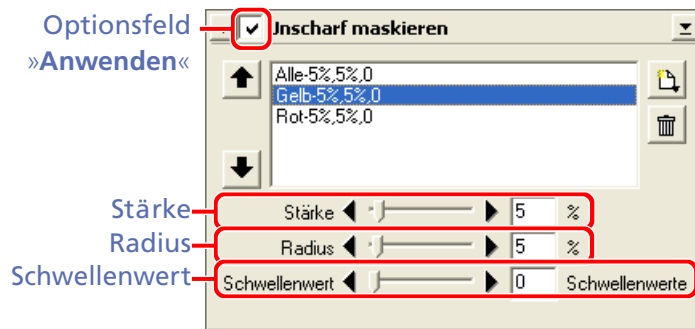 Optionsfeld
»Anwenden«
Unscharf maskieren
Alle-5%,5%,0
Gelb-5%,5%,0
Rot-5%,5%,0
Stärke
Stärke 5 %
Radius
Radius 5 %
Schwellenwert
Schwellenwert 0 Schwellenwerte